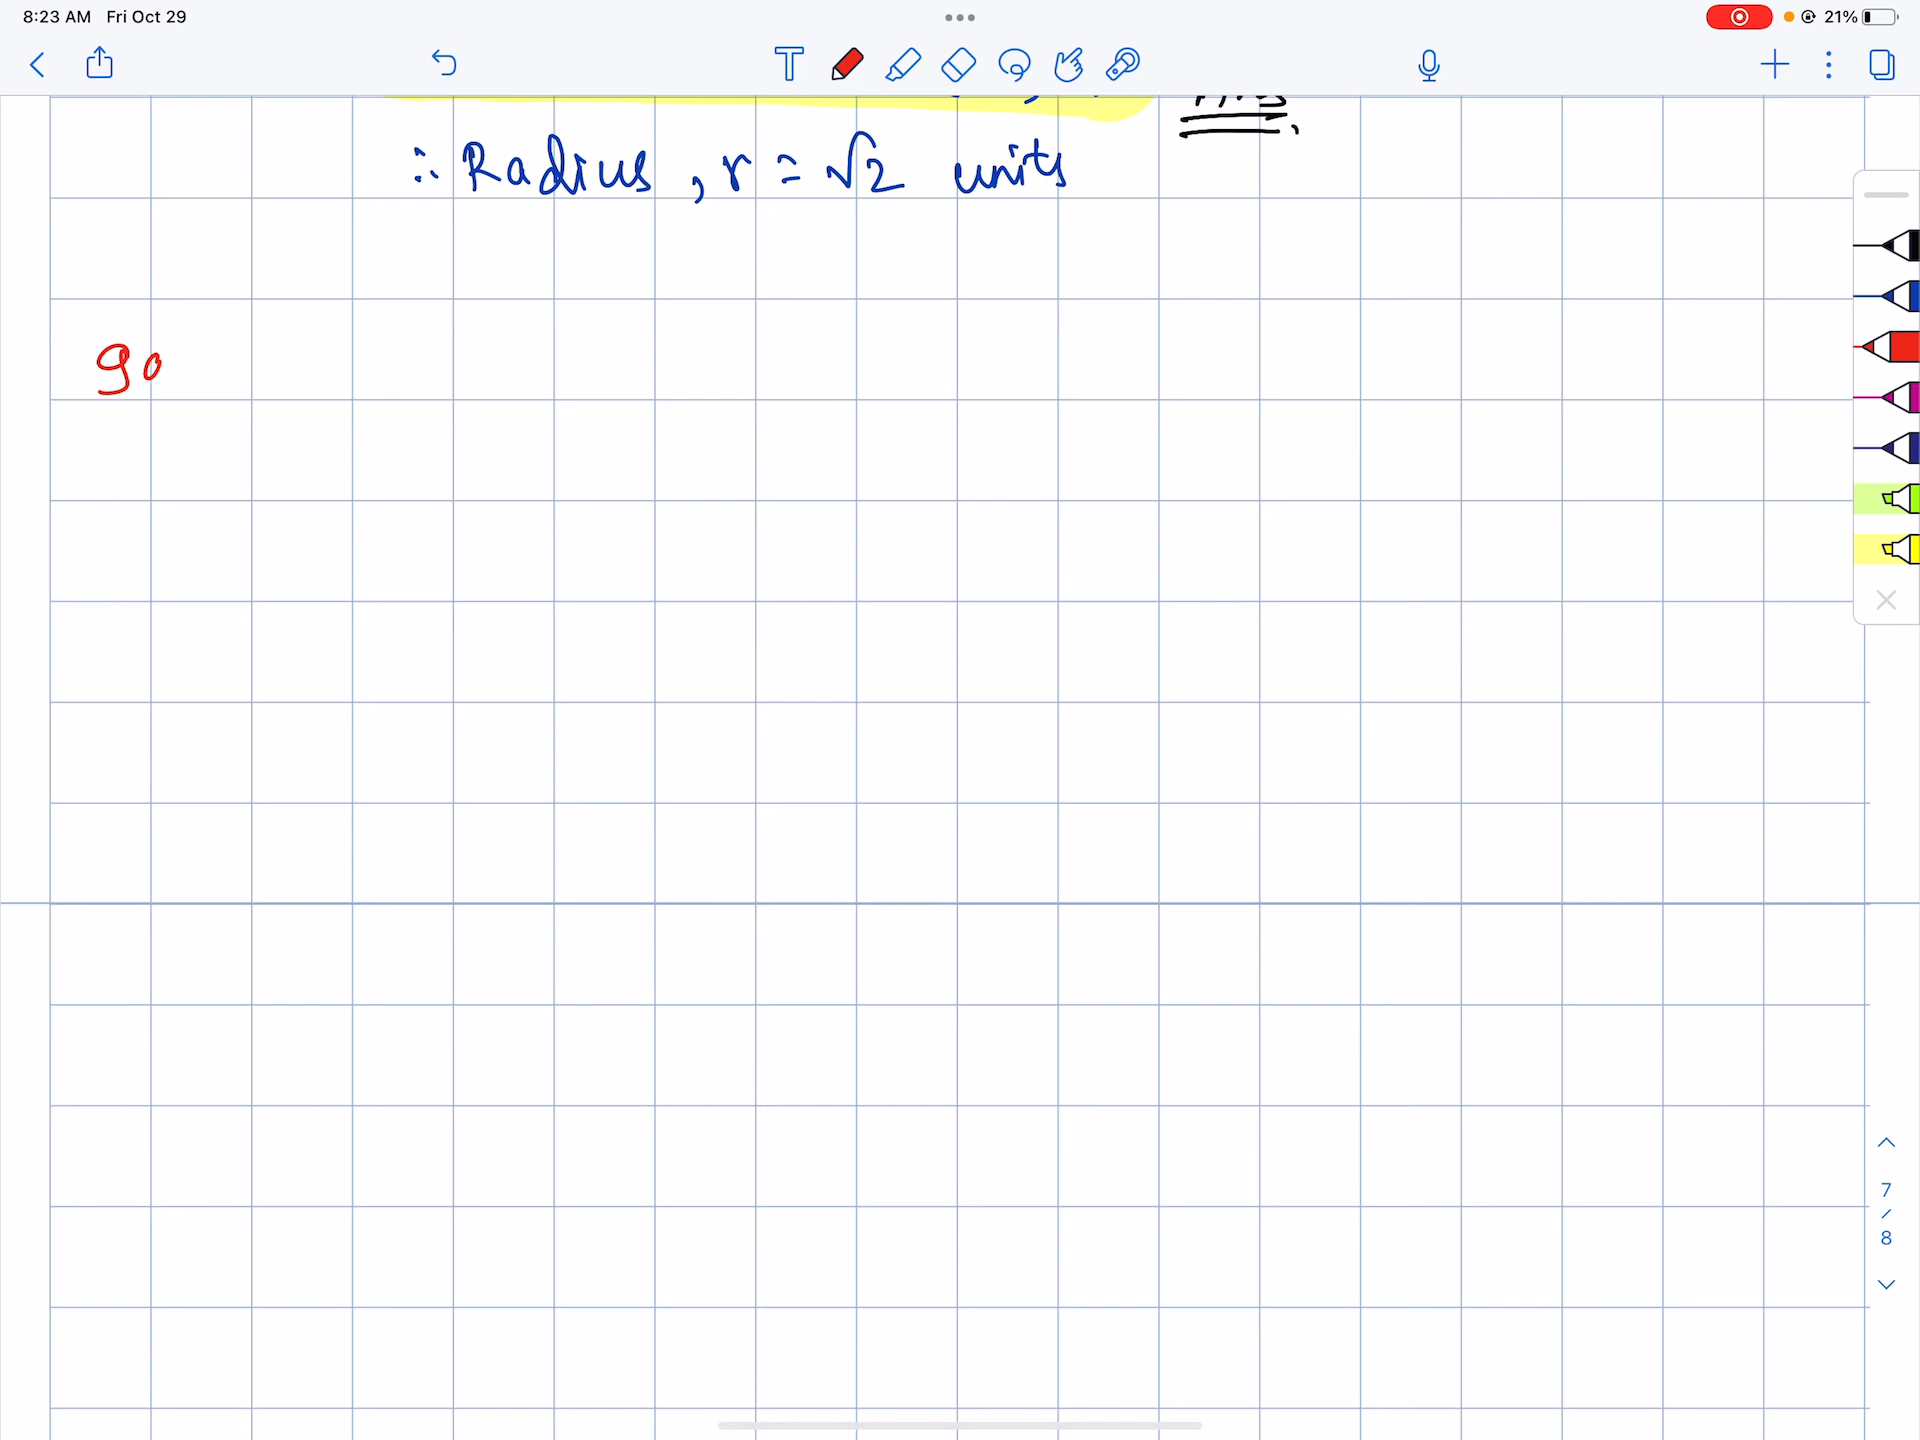 8:23 AM Fri Oct 29
21%
∴ Radius , r = √2 units
90
7
/
8